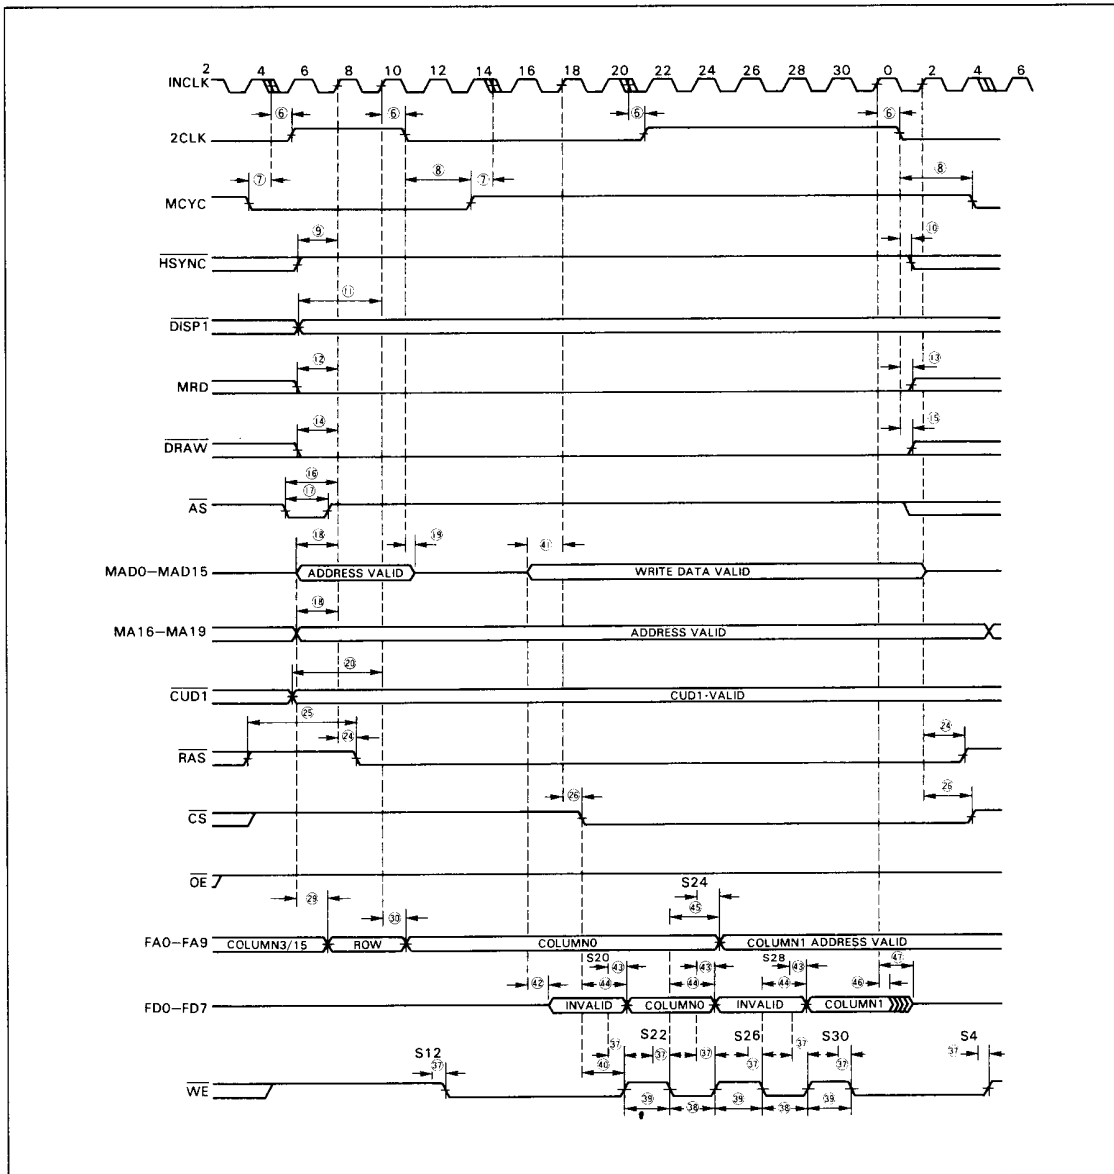 2 4 6 8 10 12 14 16 18 20 22 24 26 28 30 0 2 4 6
INCLK
⑥ ⑥ ⑥ ⑥
2CLK
⑦ ⑧ ⑦ ⑧
MCYC
⑨ ⑩
HSYNC
⑪
DISP1
⑫ ⑬
MRD
⑭ ⑮
DRAW
⑯
⑰
AS
⑱ ⑲ ㊶
MAD0–MAD15 ADDRESS VALID WRITE DATA VALID
⑱
MA16–MA19 ADDRESS VALID
⑳
CUD1 CUD1-VALID
㉕
㉔ ㉔
RAS
㉖ ㉖
CS
OE
S24
㉙ ㉚ ㊺
FA0–FA9 COLUMN3/15 ROW COLUMN0 COLUMN1 ADDRESS VALID
S20 ㊸ ㊸ S28 ㊸ ㊼
㊷ ㊹ ㊹ ㊹ ㊻
FD0–FD7 INVALID COLUMN0 INVALID COLUMN1
S12 S22 S26 S30 S4
㊲ ㊲ ㊲ ㊲ ㊲ ㊲ ㊲ ㊲
㊵
WE
㊴ ㊳ ㊴ ㊳ ㊴